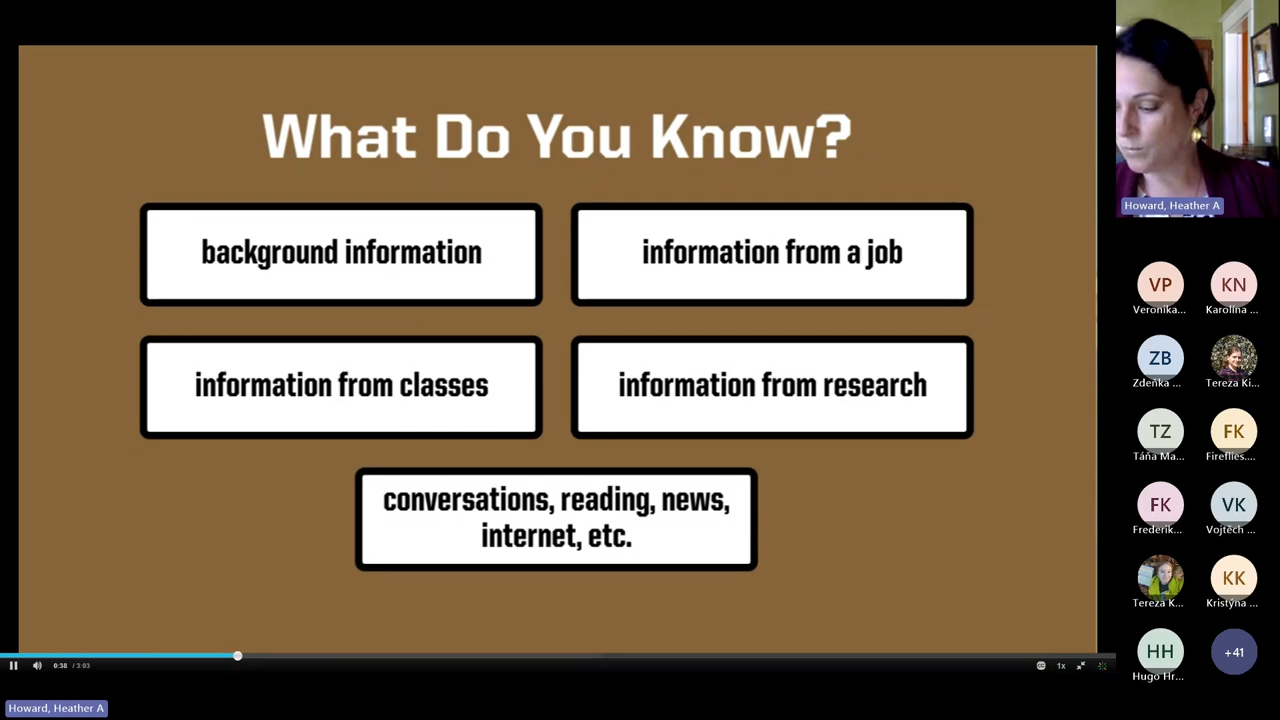 What Do You Know?
background information
information from a job
information from classes
information from research
conversations, reading, news,
internet, etc.
0:38 / 3:03
1x
Howard, Heather A
Howard, Heather A
VP
KN
Veronika...
Karolína ...
ZB
Zdeňka ...
Tereza Ki...
TZ
FK
Táňa Ma...
Fireflies....
FK
VK
Frederik...
Vojtěch ...
KK
Tereza K...
Kristýna ...
HH
+41
Hugo Hr...